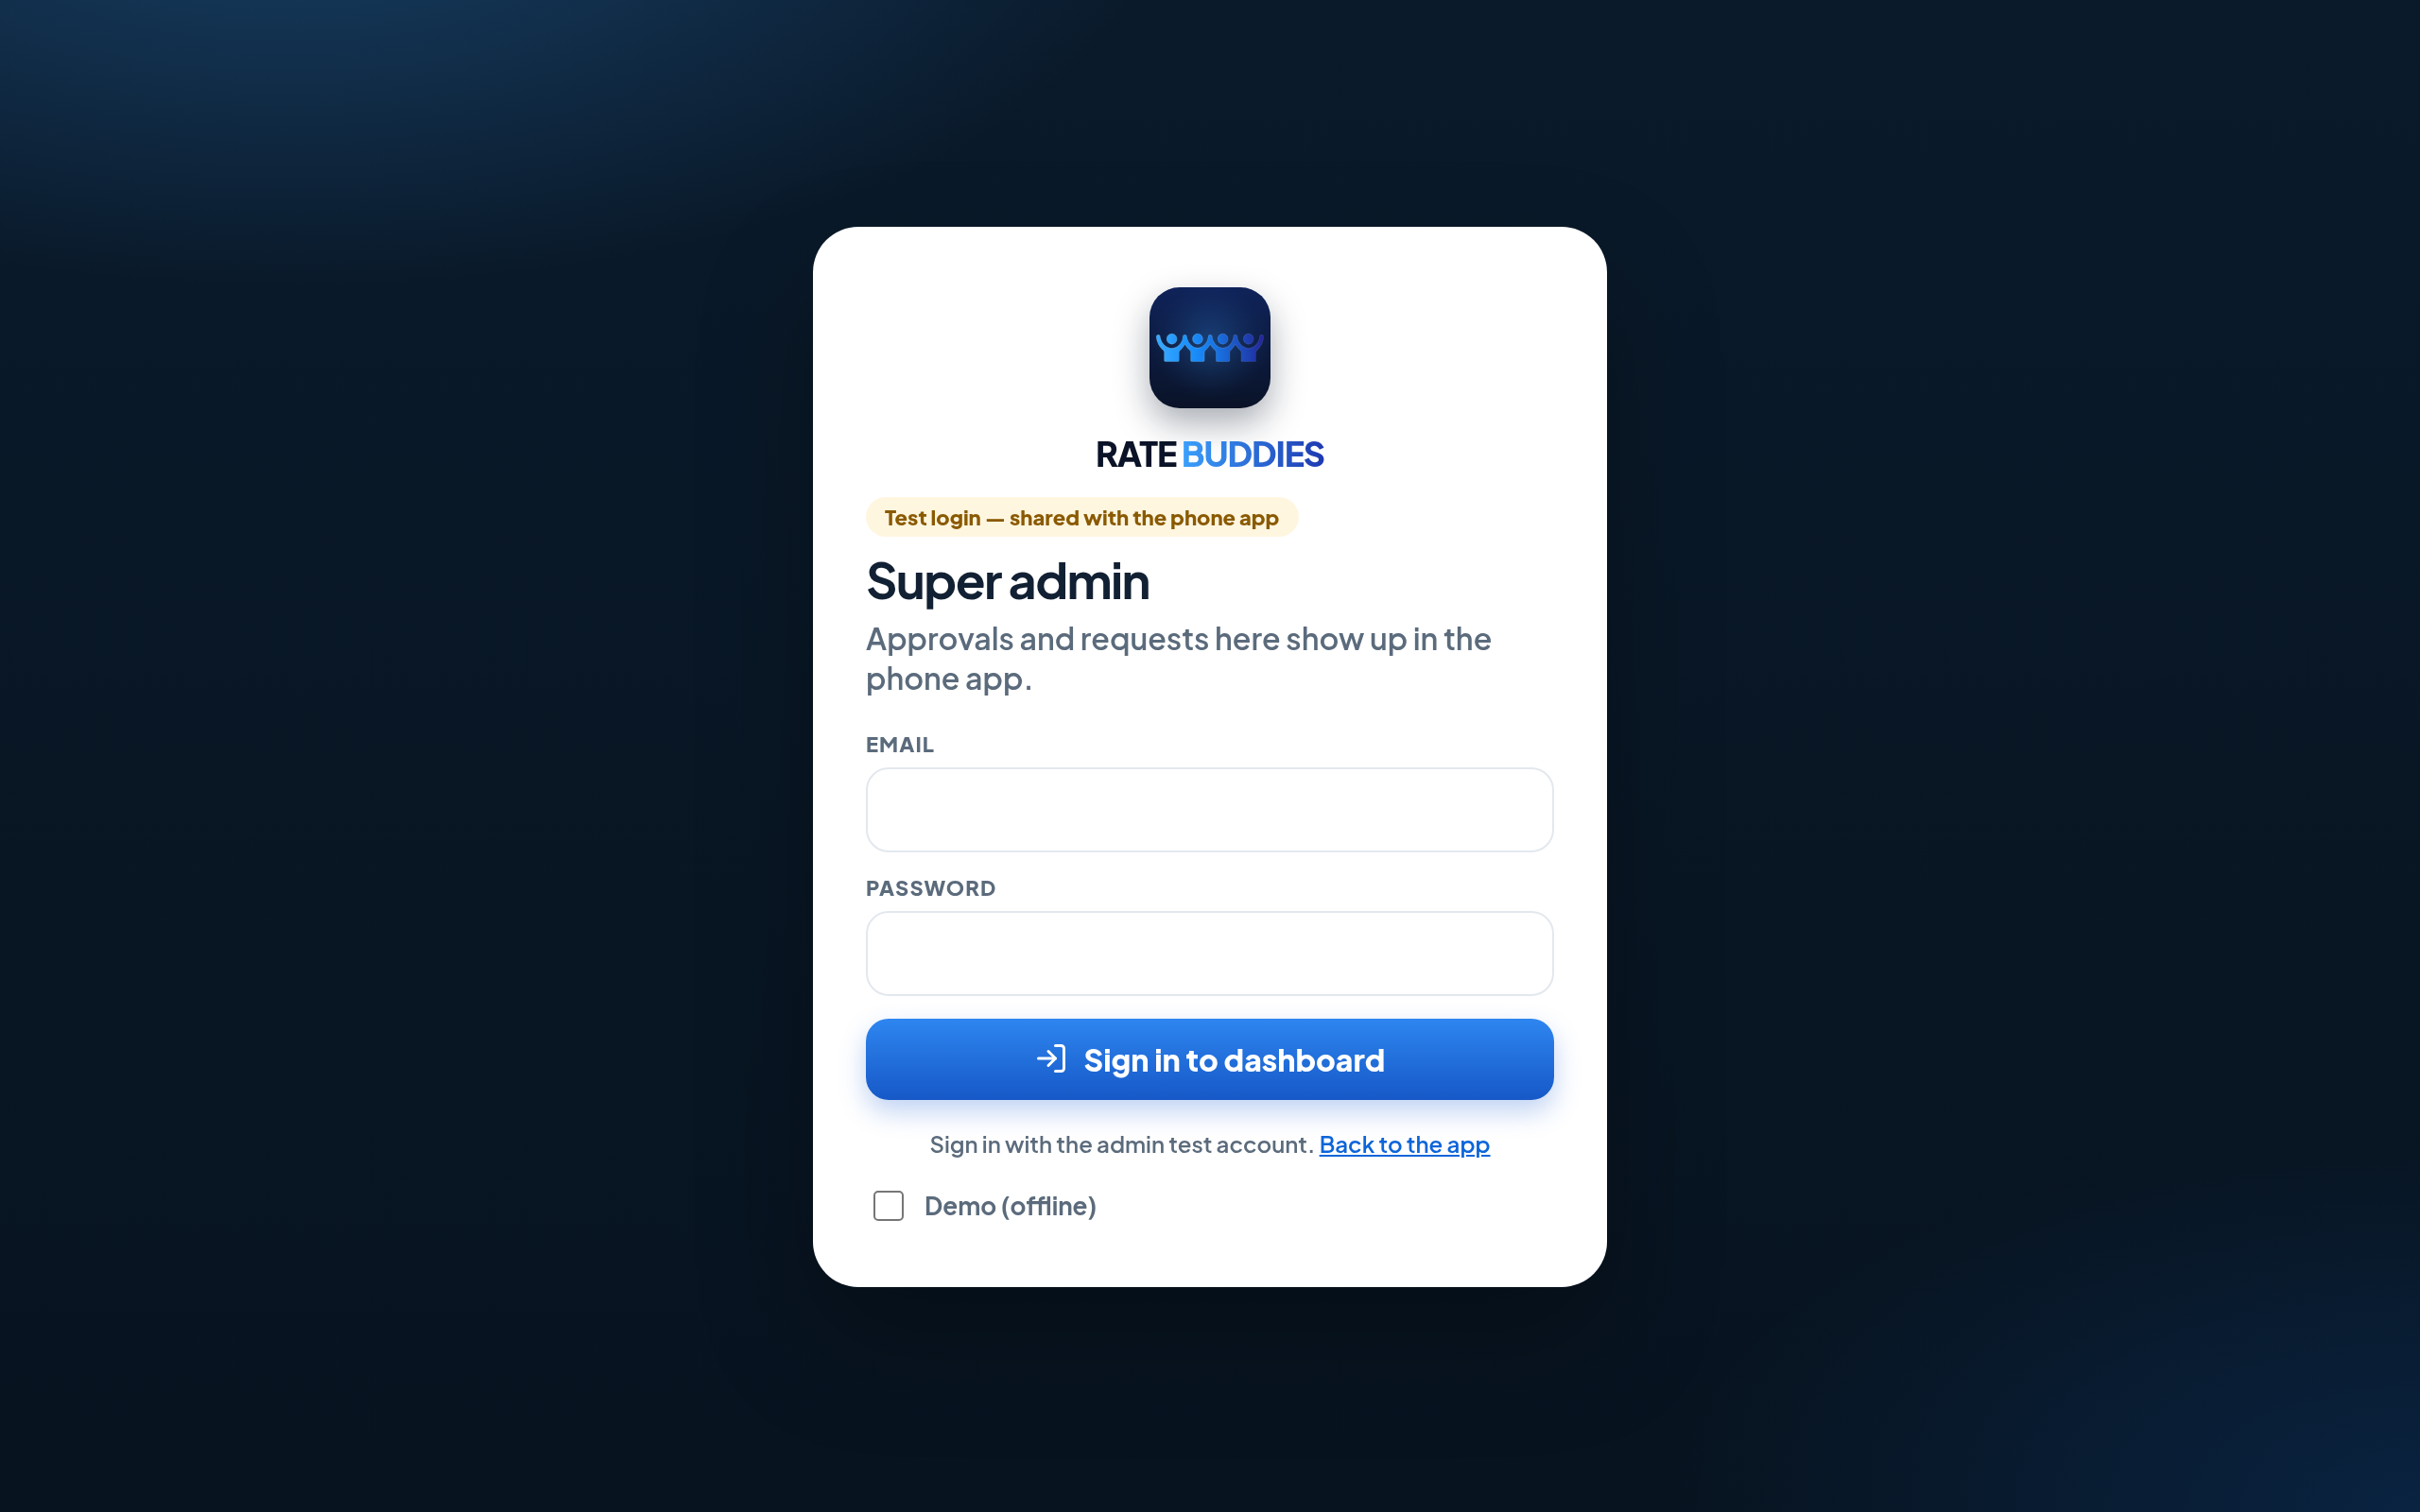 RATE BUDDIES
Test login — shared with the phone app
Super admin
Approvals and requests here show up in the
phone app.
EMAIL
PASSWORD
Sign in to dashboard
Sign in with the admin test account. Back to the app
Demo (offline)